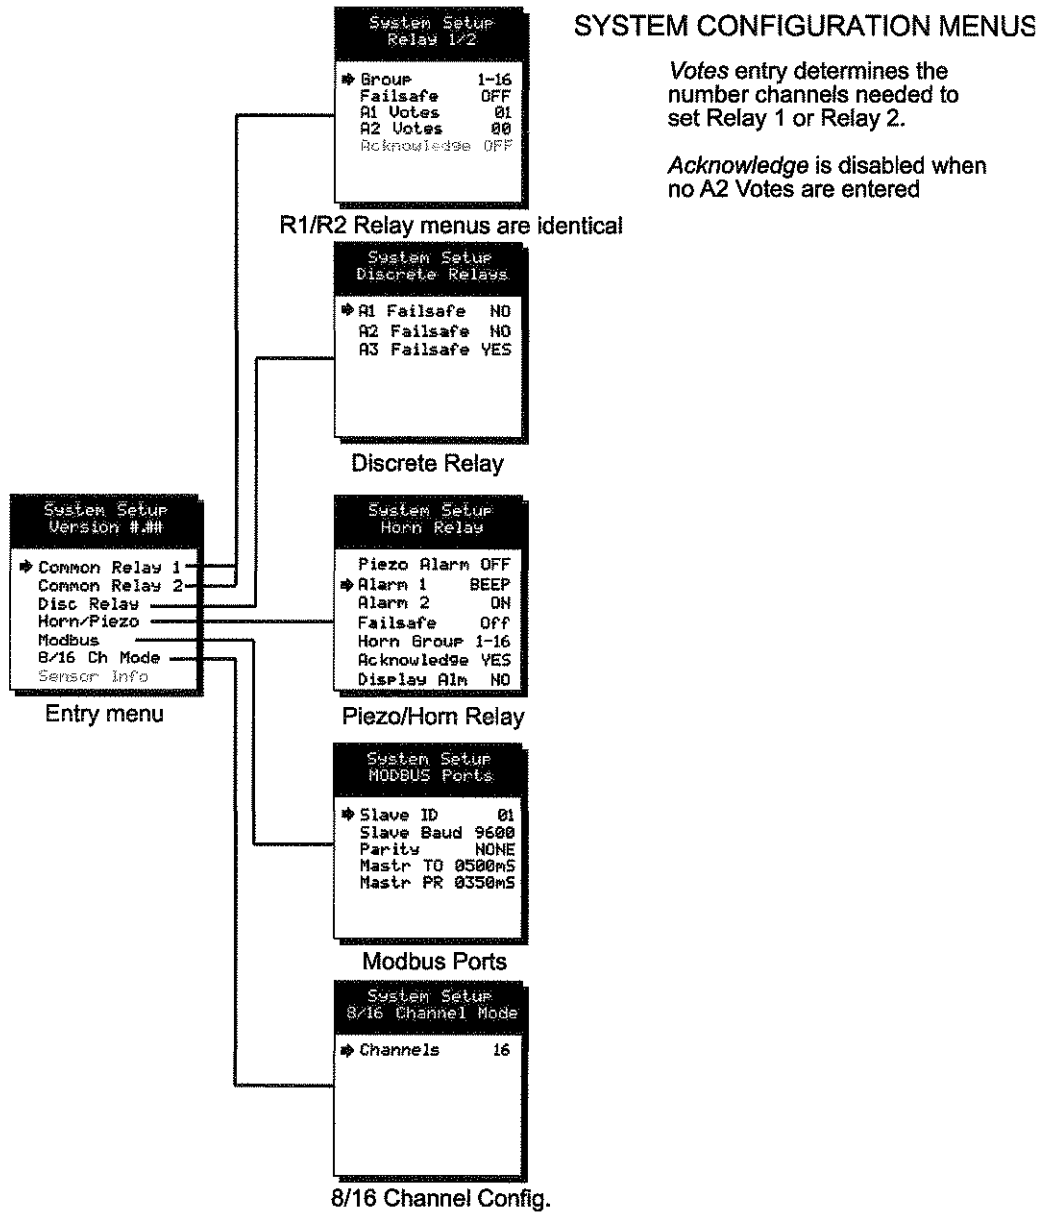 SYSTEM CONFIGURATION MENUS
Votes entry determines the
number channels needed to
set Relay 1 or Relay 2.
Acknowledge is disabled when
no A2 Votes are entered
System Setup
Relay 1/2
Group 1-16
Failsafe OFF
A1 Votes 01
A2 Votes 00
Acknowledge OFF
R1/R2 Relay menus are identical
System Setup
Discrete Relays
A1 Failsafe NO
A2 Failsafe NO
A3 Failsafe YES
Discrete Relay
System Setup
Version #.##
Common Relay 1
Common Relay 2
Disc Relay
Horn/Piezo
Modbus
8/16 Ch Mode
Sensor Info
Entry menu
System Setup
Horn Relay
Piezo Alarm OFF
Alarm 1 BEEP
Alarm 2 ON
Failsafe Off
Horn Group 1-16
Acknowledge YES
Display Alm NO
Piezo/Horn Relay
System Setup
MODBUS Ports
Slave ID 01
Slave Baud 9600
Parity NONE
Mastr TO 0500mS
Mastr PR 0350mS
Modbus Ports
System Setup
8/16 Channel Mode
Channels 16
8/16 Channel Config.